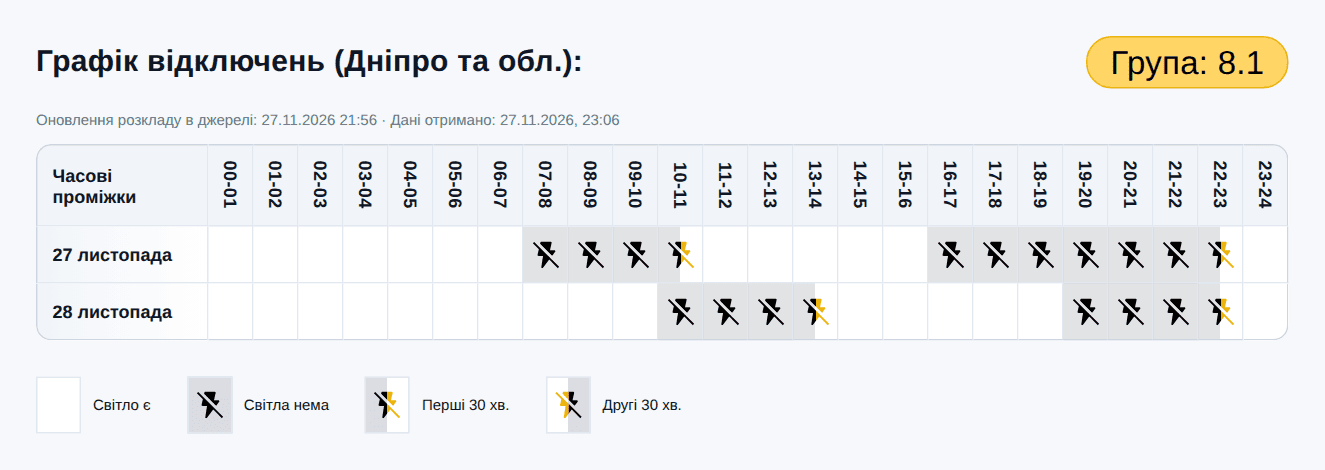 Графік відключень (Дніпро та обл.):
Група: 8.1
Оновлення розкладу в джерелі: 27.11.2026 21:56 · Дані отримано: 27.11.2026, 23:06
Часові
проміжки
00-01
01-02
02-03
03-04
04-05
05-06
06-07
07-08
08-09
09-10
10-11
11-12
12-13
13-14
14-15
15-16
16-17
17-18
18-19
19-20
20-21
21-22
22-23
23-24
27 листопада
28 листопада
Світло є
Світла нема
Перші 30 хв.
Другі 30 хв.